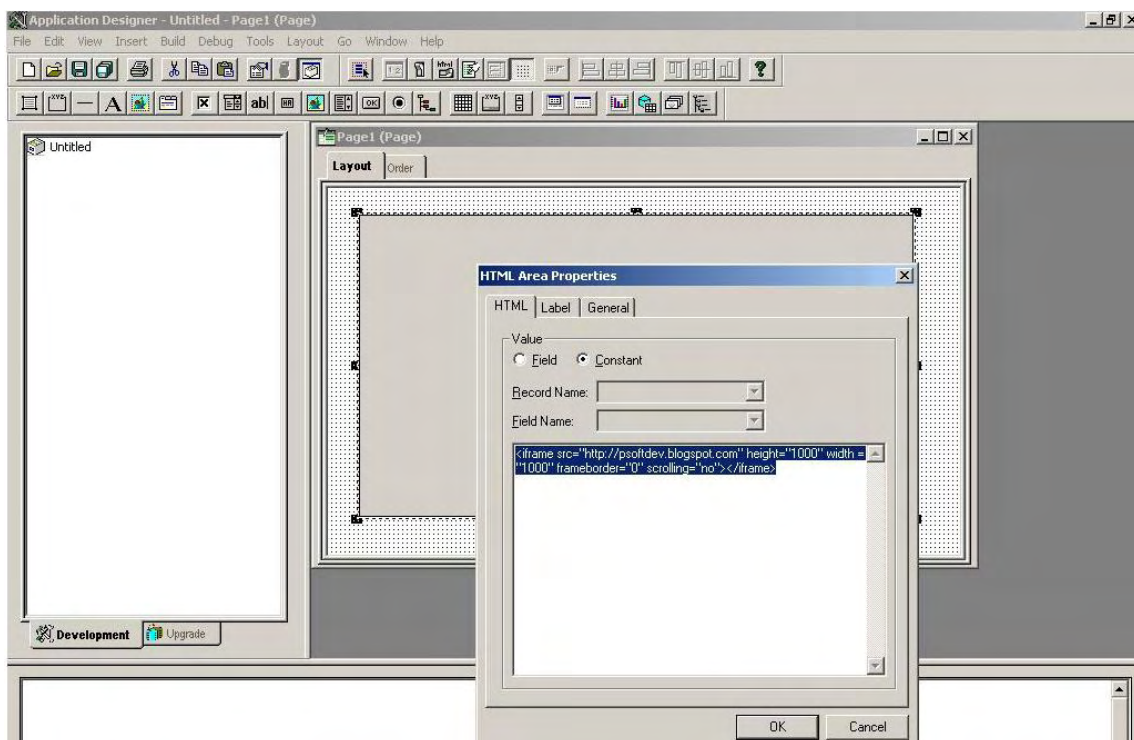 Application Designer - Untitled - Page1 (Page)
File Edit View Insert Build Debug Tools Layout Go Window Help
Untitled
Page1 (Page)
Layout Order
HTML Area Properties
HTML Label General
Value
Field Constant
Record Name:
Field Name:
<iframe src="http://psoftdev.blogspot.com" height="1000" width =
"1000" frameborder="0" scrolling="no"></iframe>
Development Upgrade
OK Cancel